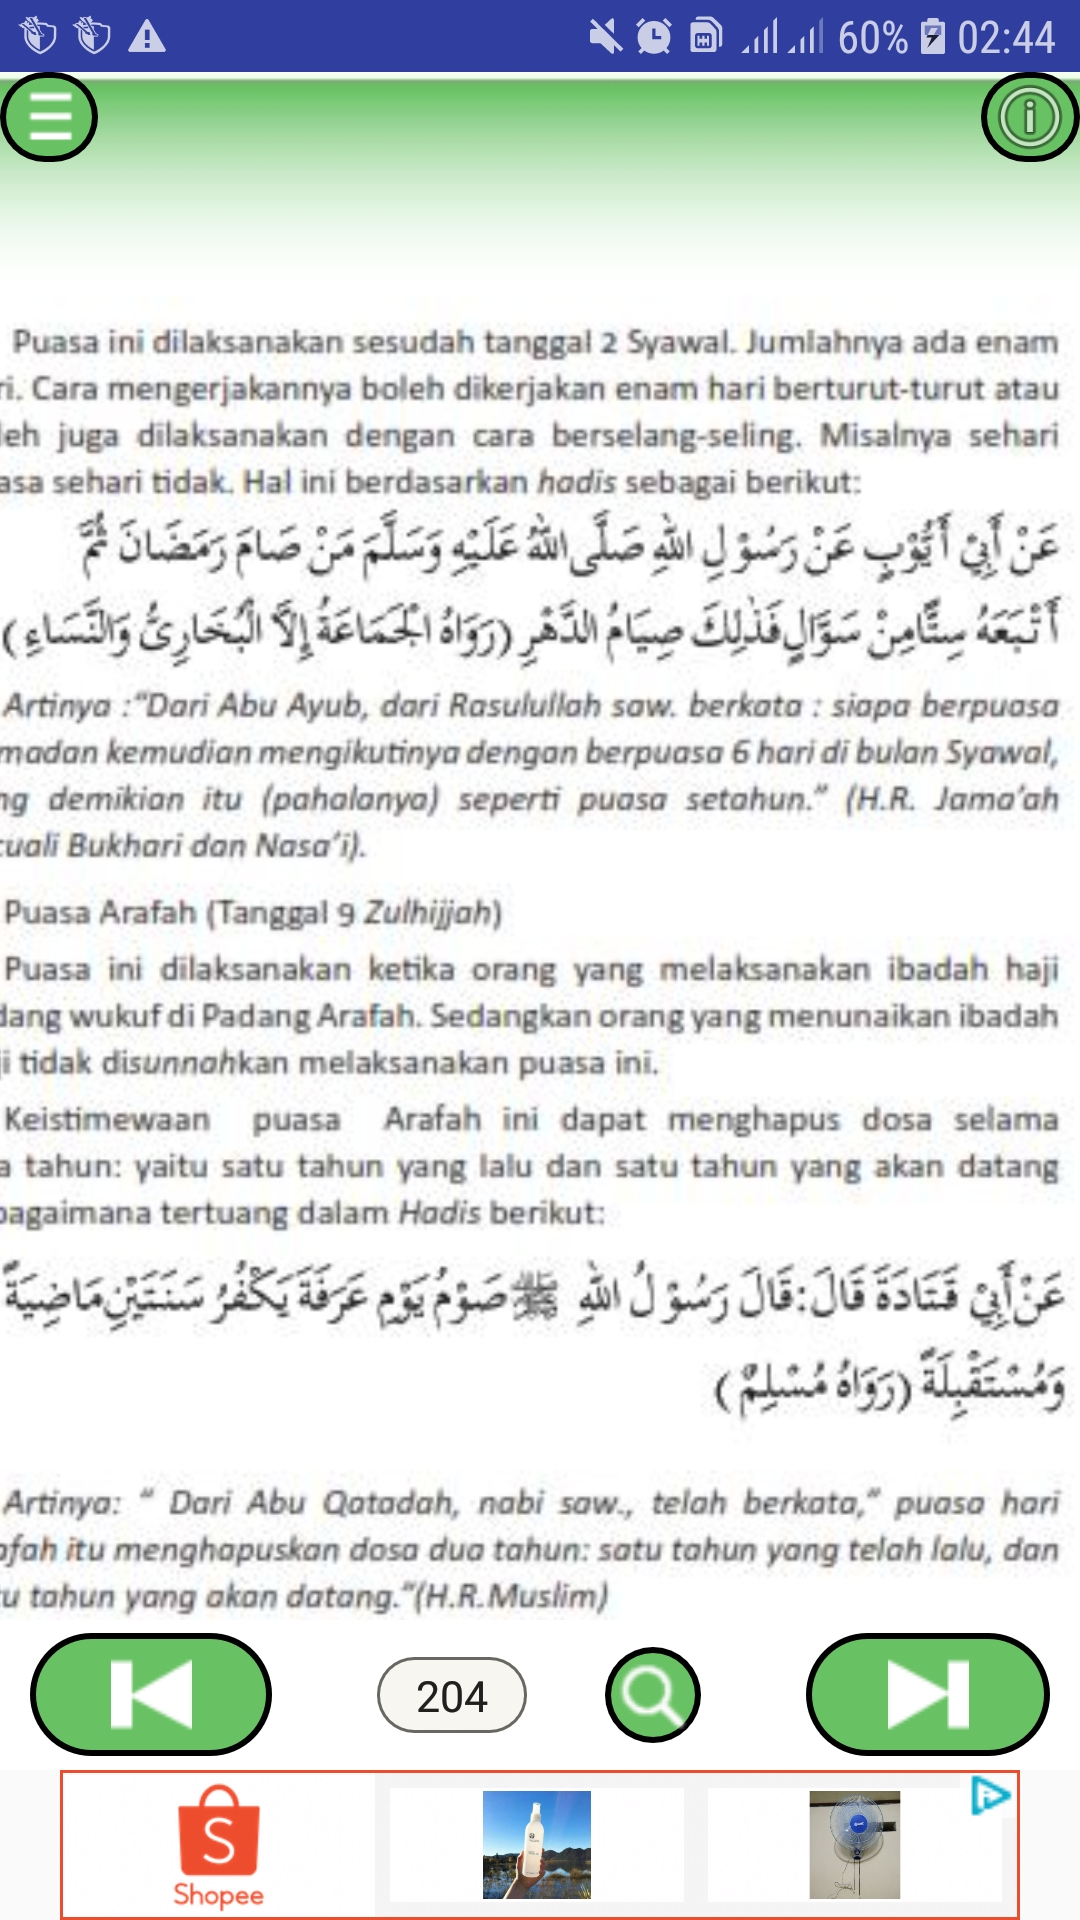 60% 02:44
Puasa ini dilaksanakan sesudah tanggal 2 Syawal. Jumlahnya ada enam
ri. Cara mengerjakannya boleh dikerjakan enam hari berturut-turut atau
leh juga dilaksanakan dengan cara berselang-seling. Misalnya sehari
asa sehari tidak. Hal ini berdasarkan hadis sebagai berikut:
عَنْ أَبِيْ أَيُّوْبٍ عَنْ رَسُوْلِ اللهِ صَلَّى اللهُ عَلَيْهِ وَسَلَّمَ مَنْ صَامَ رَمَضَانَ ثُمَّ
أَتْبَعَهُ سِتًّامِنْ سَوَّالٍ فَذٰلِكَ صِيَامُ الدَّهْرِ (رَوَاهُ الْجَمَاعَةُ إِلاَّ الْبُخَارِىُّ وَالنَّسَاءِ)
Artinya :“Dari Abu Ayub, dari Rasulullah saw. berkata : siapa berpuasa
madan kemudian mengikutinya dengan berpuasa 6 hari di bulan Syawal,
ng demikian itu (pahalanya) seperti puasa setahun.” (H.R. Jama’ah
cuali Bukhari dan Nasa’i).
Puasa Arafah (Tanggal 9 Zulhijjah)
Puasa ini dilaksanakan ketika orang yang melaksanakan ibadah haji
dang wukuf di Padang Arafah. Sedangkan orang yang menunaikan ibadah
ji tidak disunnahkan melaksanakan puasa ini.
Keistimewaan puasa Arafah ini dapat menghapus dosa selama
a tahun: yaitu satu tahun yang lalu dan satu tahun yang akan datang
bagaimana tertuang dalam Hadis berikut:
عَنْ أَبِيْ قَتَادَةَ قَالَ: قَالَ رَسُوْلُ اللهِ ﷺ صَوْمُ يَوْمِ عَرَفَةَ يَكْفُرُ سَنَتَيْنِ مَاضِيَةً
وَمُسْتَقْبِلَةً (رَوَاهُ مُسْلِمٌ)
Artinya: “ Dari Abu Qatadah, nabi saw., telah berkata,” puasa hari
afah itu menghapuskan dosa dua tahun: satu tahun yang telah lalu, dan
tu tahun yang akan datang.”(H.R.Muslim)
204
Shopee